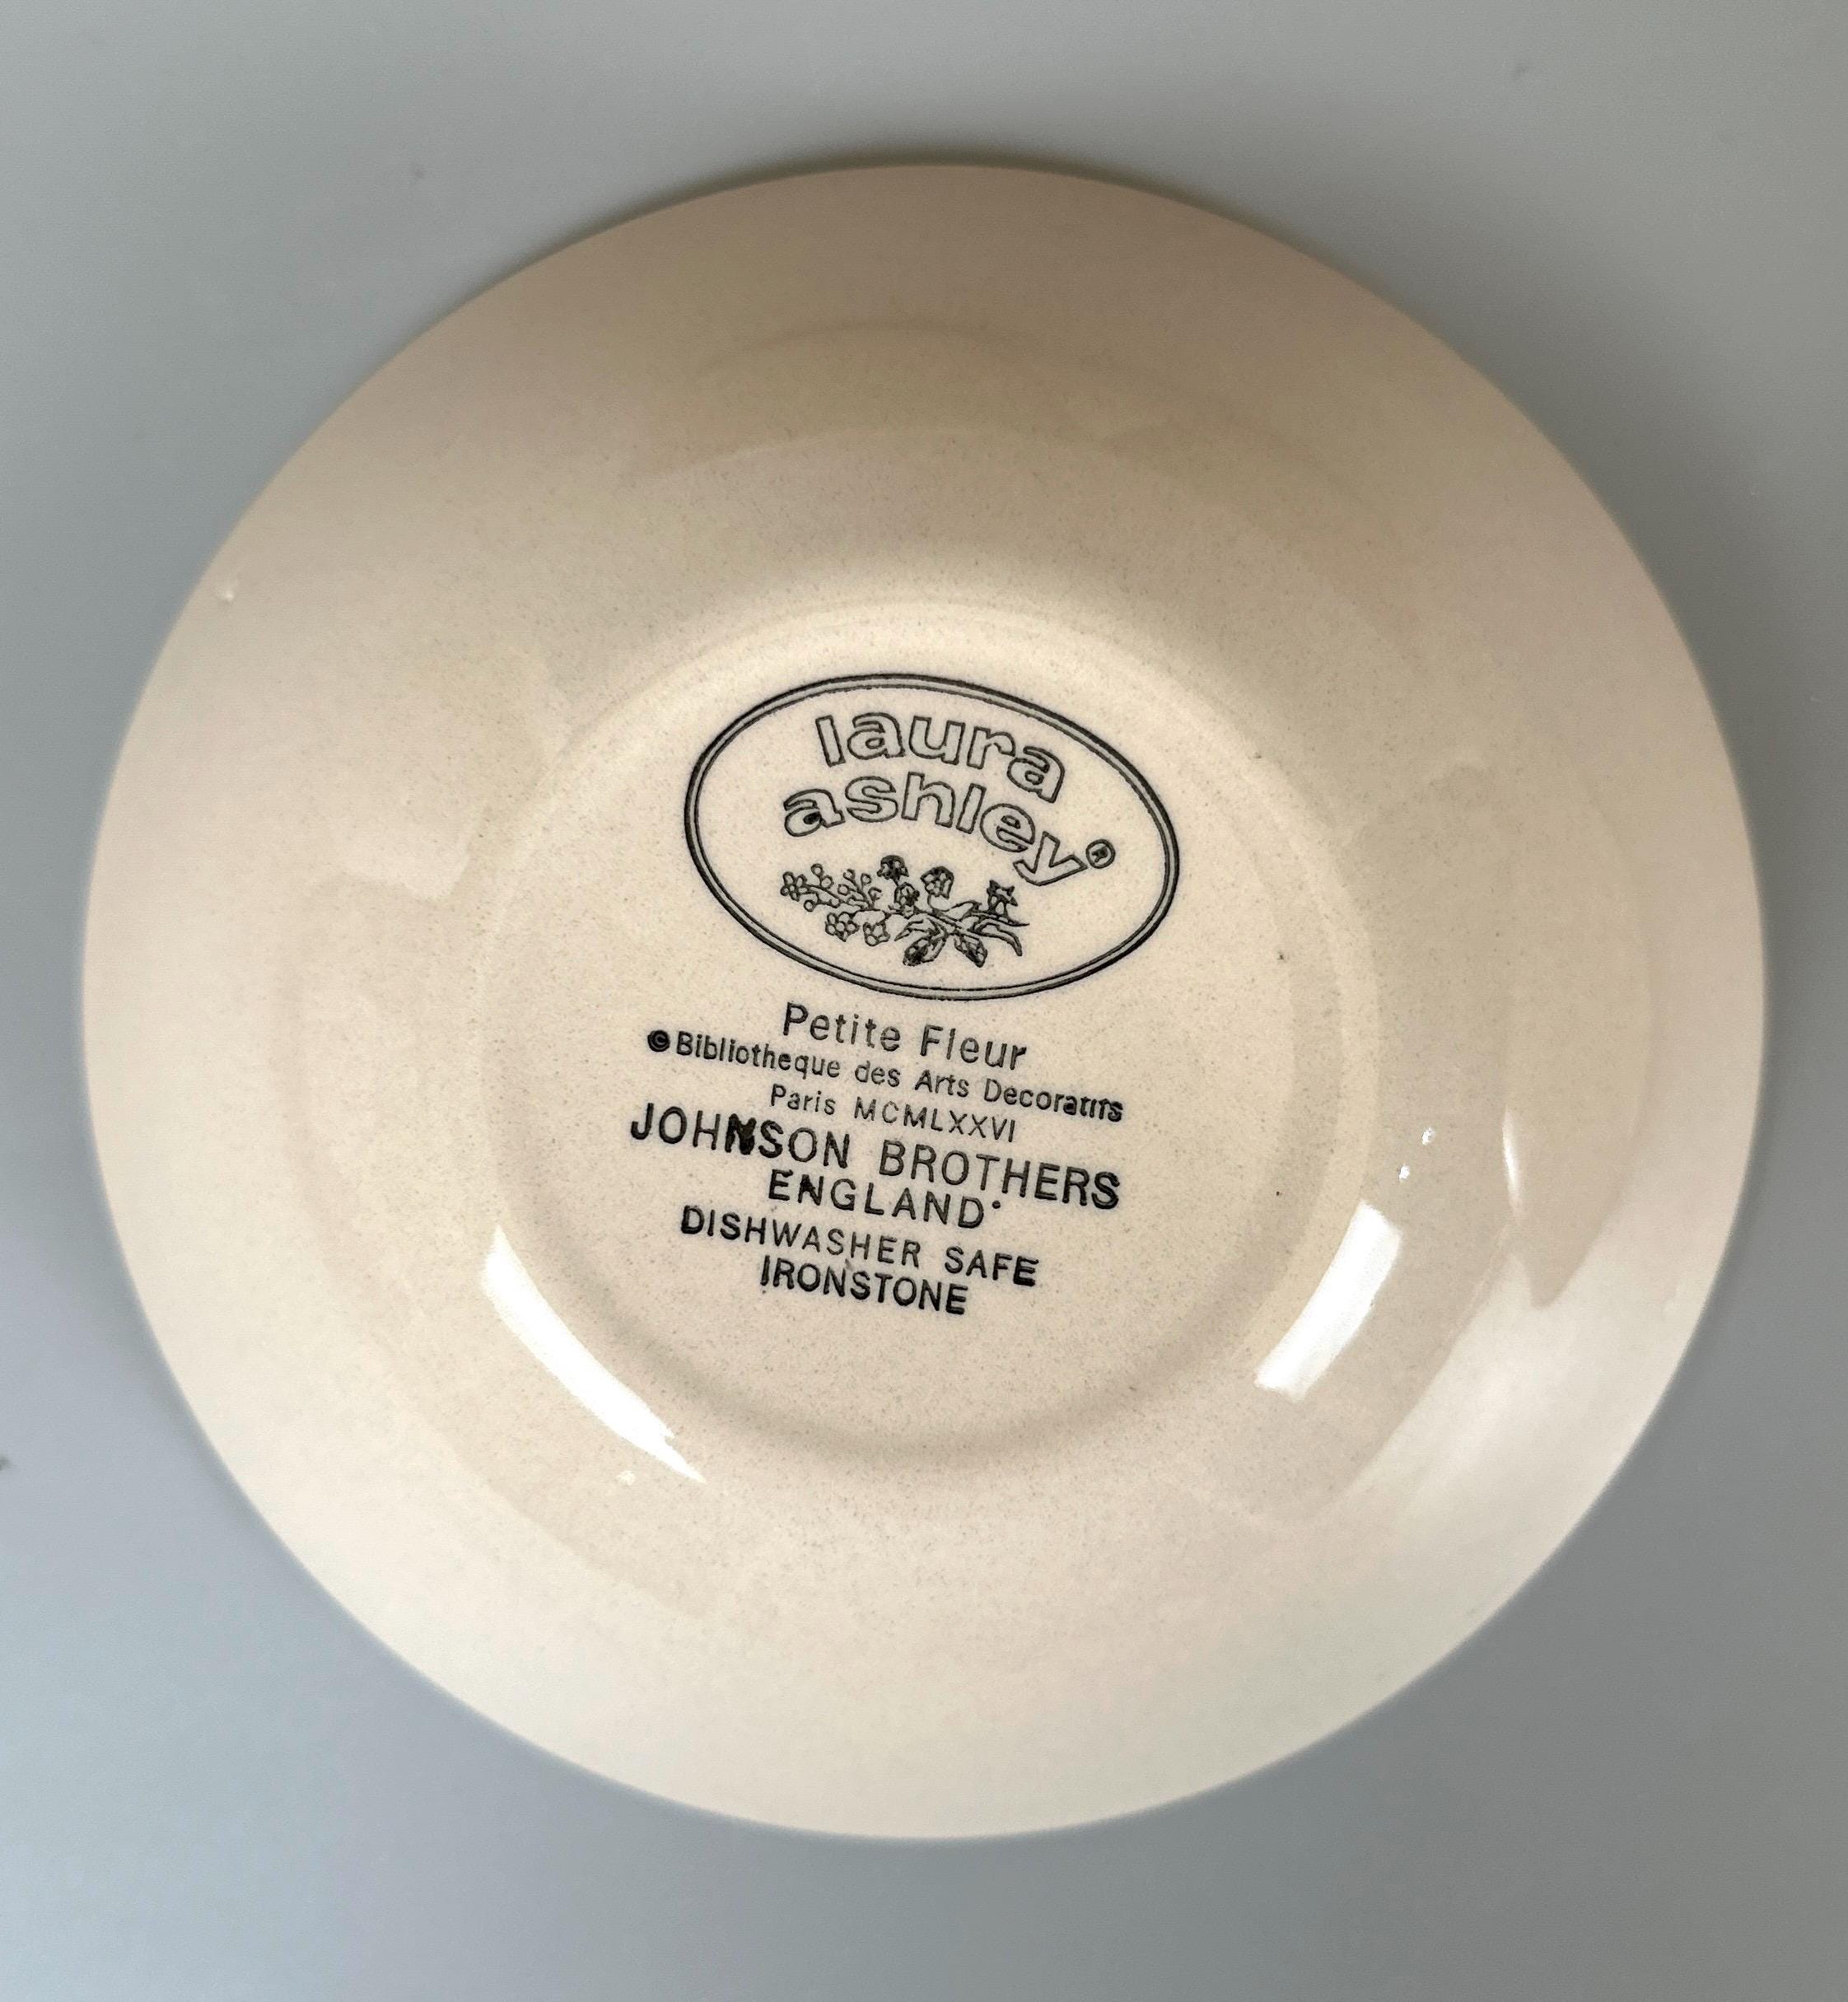 laura
ashley®
Petite Fleur
©Bibliotheque des Arts Decoratifs
Paris MCMLXXVI
JOHNSON BROTHERS
ENGLAND
DISHWASHER SAFE
IRONSTONE